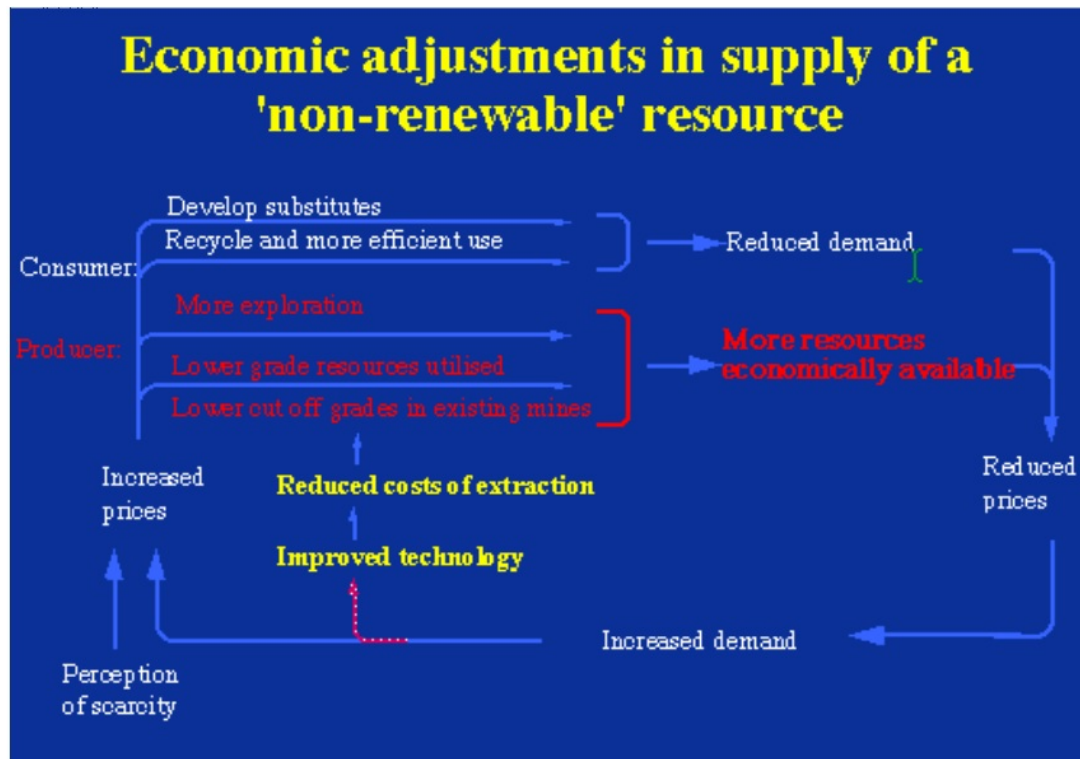 Economic adjustments in supply of a
'non-renewable' resource
Develop substitutes
Recycle and more efficient use
Consumer:
Reduced demand
More exploration
Producer:
Lower grade resources utilised
More resources
economically available
Lower cut off grades in existing mines
Increased
prices
Reduced costs of extraction
Reduced
prices
Improved technology
Increased demand
Perception
of scarcity